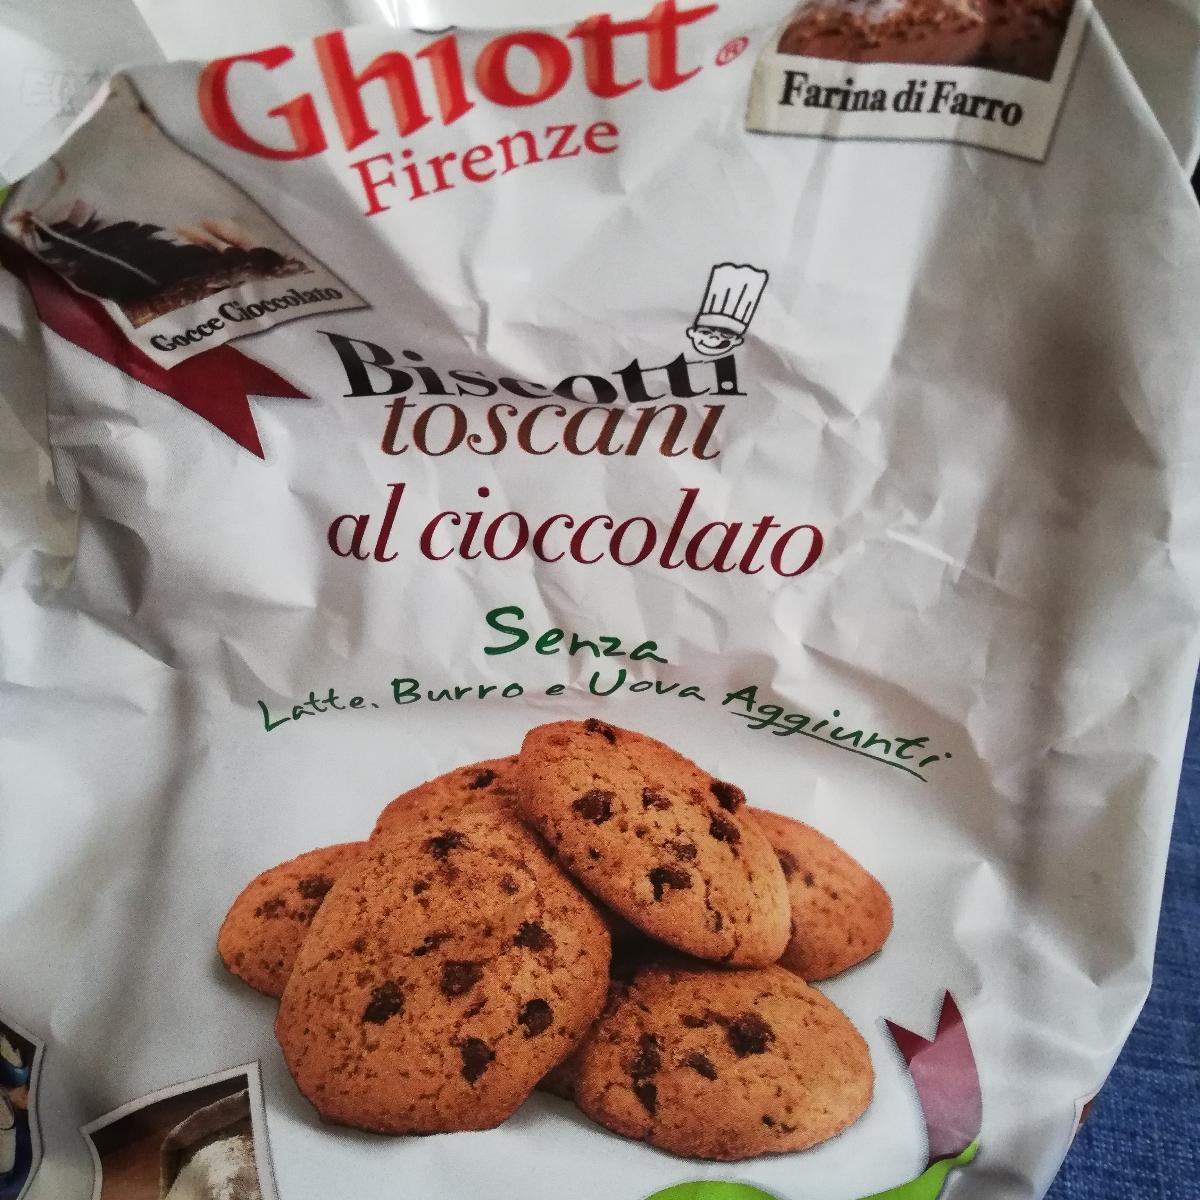 Ghiott®
Firenze
Farina di Farro
Gocce Cioccolato
Biscotti
toscani
al cioccolato
Senza
Latte, Burro e Uova Aggiunti